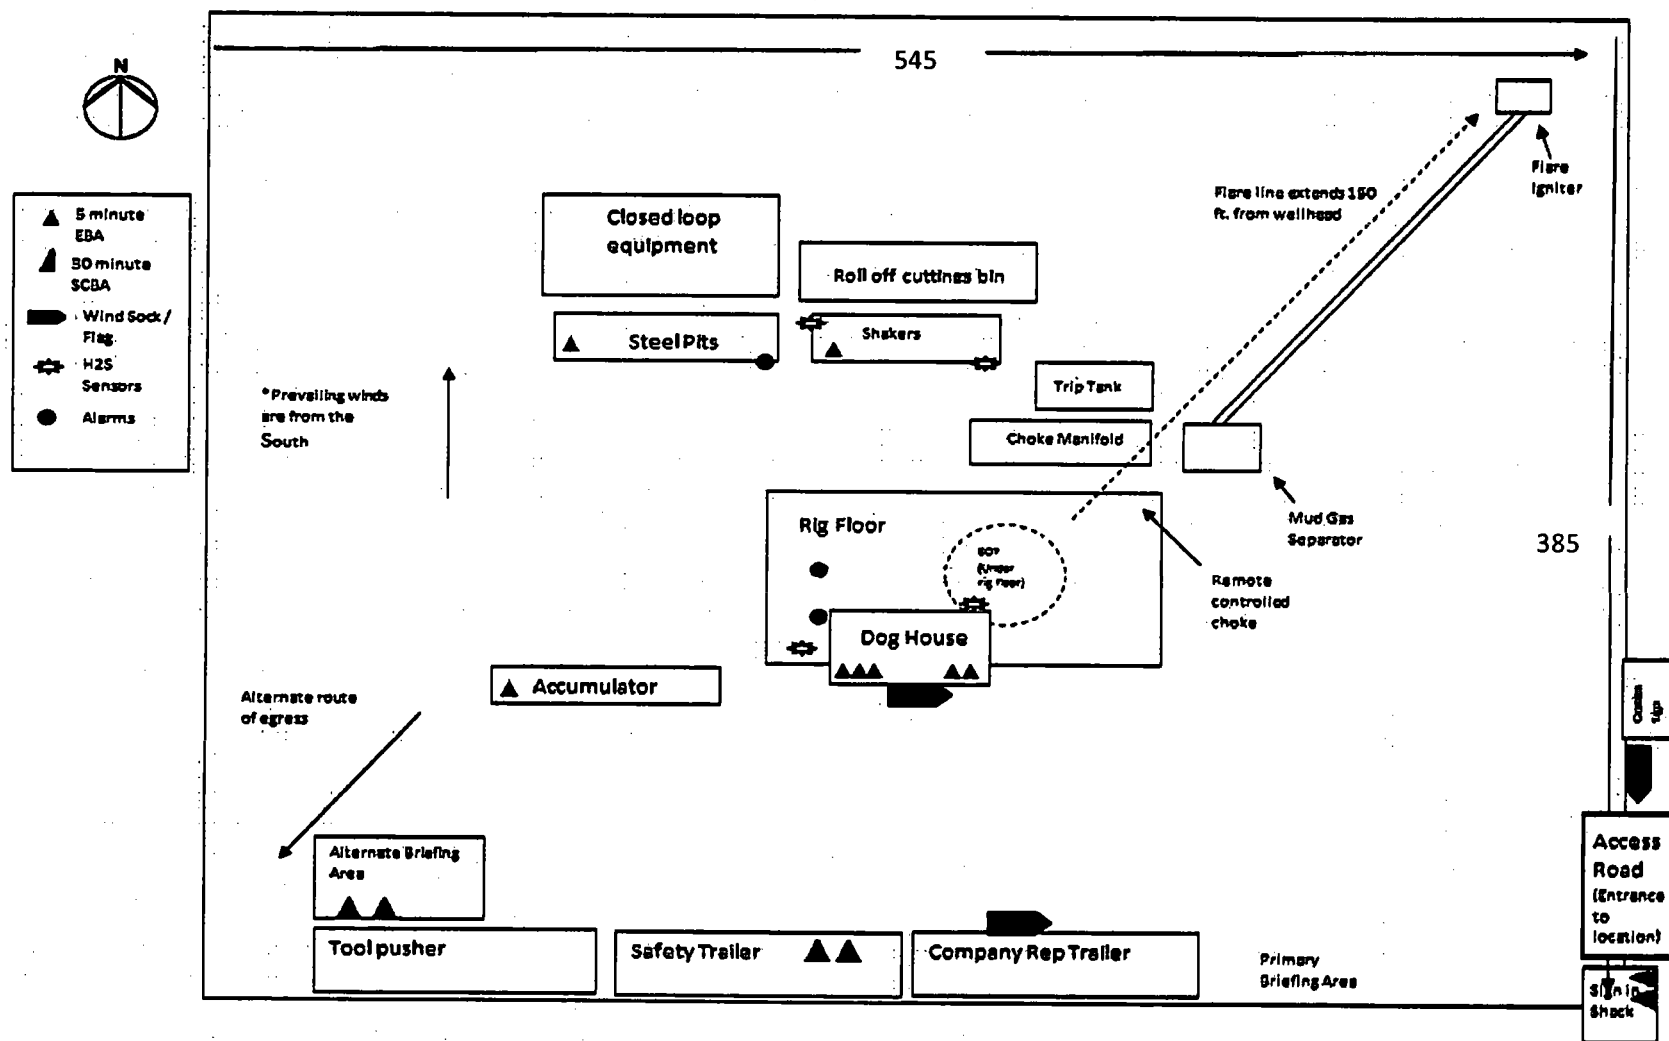 545
N
Flare
Igniter
5 minute
EBA
30 minute
SCBA
Wind Sock /
Flag
H2S
Sensors
Alarms
Flare line extends 150
ft. from wellhead
Closed loop
equipment
Roll off cuttings bin
Steel Pits
Shakers
Trip Tank
*Prevailing winds
are from the
South
Choke Manifold
Rig Floor
Mud Gas
Separator
385
BOP
(Under
rig floor)
Remote
controlled
choke
Dog House
Accumulator
Alternate route
of egress
Alternate Briefing
Area
Access
Road
(Entrance
to
location)
Tool pusher
Safety Trailer
Company Rep Trailer
Primary
Briefing Area
Sign in
Shack